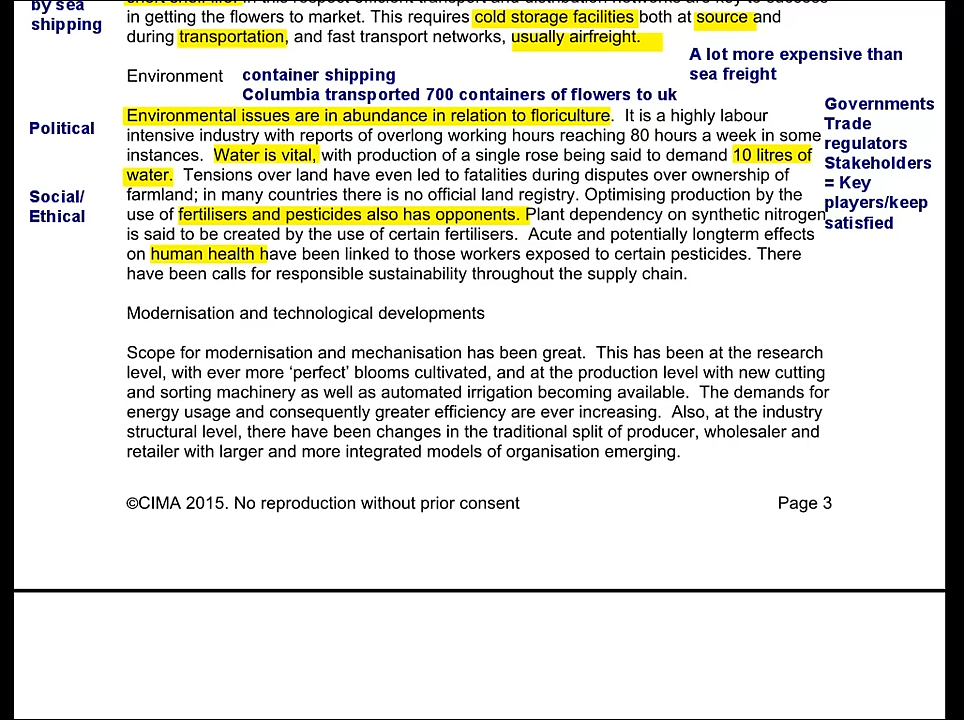 by sea
shipping
in getting the flowers to market. This requires cold storage facilities both at source and
during transportation, and fast transport networks, usually airfreight.
A lot more expensive than
sea freight
Environment
container shipping
Columbia transported 700 containers of flowers to uk
Political
Social/
Ethical
Environmental issues are in abundance in relation to floriculture. It is a highly labour
intensive industry with reports of overlong working hours reaching 80 hours a week in some
instances. Water is vital, with production of a single rose being said to demand 10 litres of
water. Tensions over land have even led to fatalities during disputes over ownership of
farmland; in many countries there is no official land registry. Optimising production by the
use of fertilisers and pesticides also has opponents. Plant dependency on synthetic nitrogen
is said to be created by the use of certain fertilisers. Acute and potentially longterm effects
on human health have been linked to those workers exposed to certain pesticides. There
have been calls for responsible sustainability throughout the supply chain.
Governments
Trade
regulators
Stakeholders
= Key
players/keep
satisfied
Modernisation and technological developments
Scope for modernisation and mechanisation has been great. This has been at the research
level, with ever more ‘perfect’ blooms cultivated, and at the production level with new cutting
and sorting machinery as well as automated irrigation becoming available. The demands for
energy usage and consequently greater efficiency are ever increasing. Also, at the industry
structural level, there have been changes in the traditional split of producer, wholesaler and
retailer with larger and more integrated models of organisation emerging.
©CIMA 2015. No reproduction without prior consent
Page 3